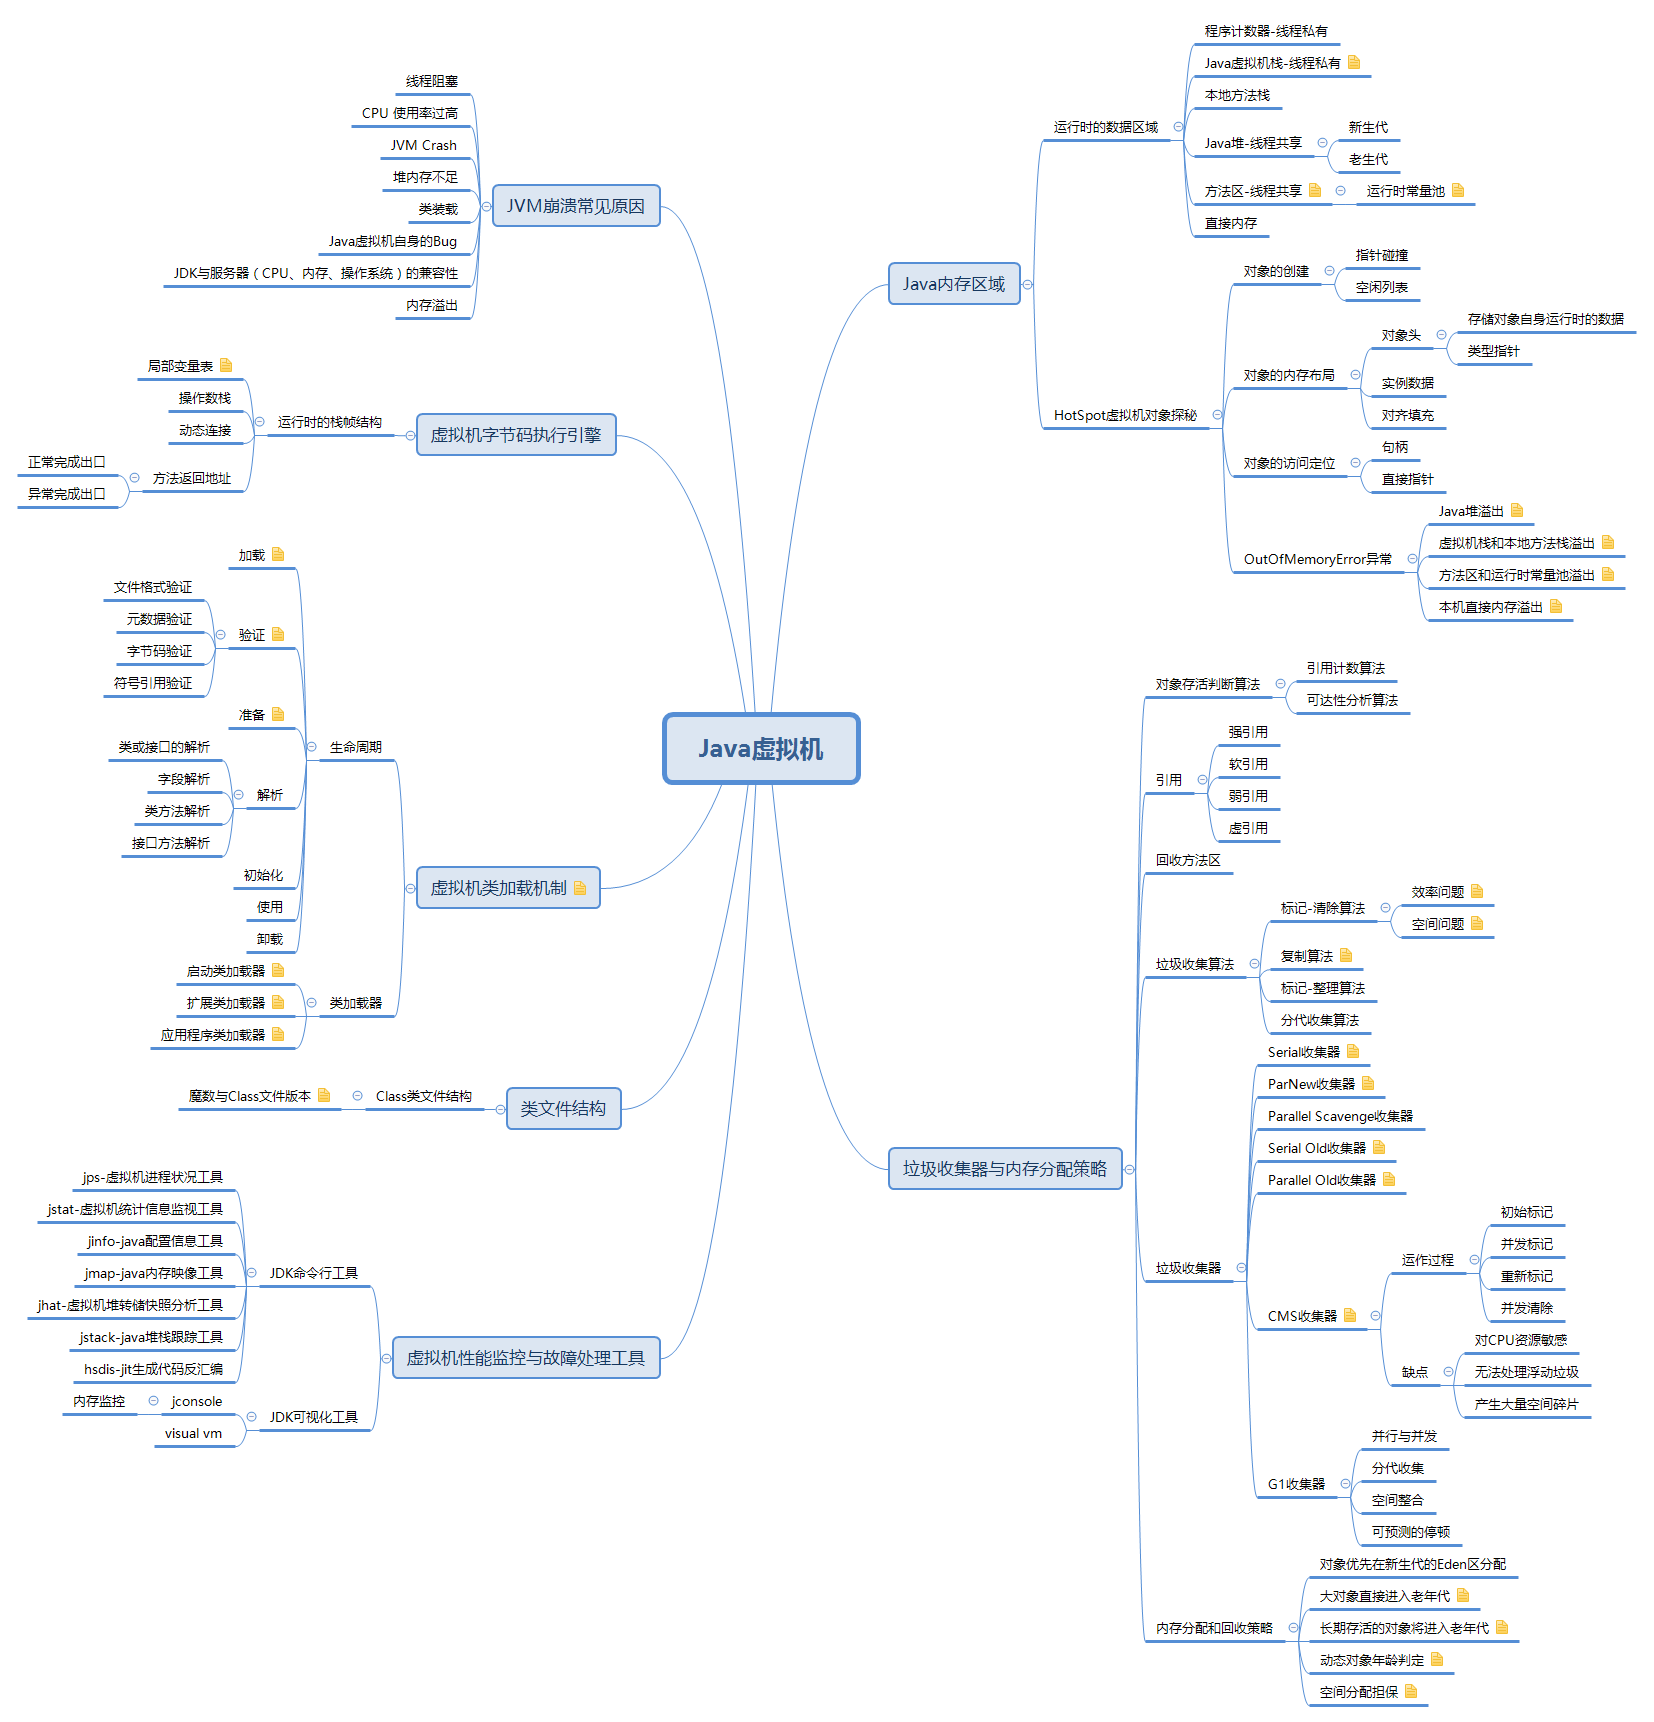 Java虚拟机
Java内存区域
运行时的数据区域
程序计数器-线程私有
Java虚拟机栈-线程私有
本地方法栈
Java堆-线程共享
新生代
老生代
方法区-线程共享
运行时常量池
直接内存
HotSpot虚拟机对象探秘
对象的创建
指针碰撞
空闲列表
对象的内存布局
对象头
存储对象自身运行时的数据
类型指针
实例数据
对齐填充
对象的访问定位
句柄
直接指针
OutOfMemoryError异常
Java堆溢出
虚拟机栈和本地方法栈溢出
方法区和运行时常量池溢出
本机直接内存溢出
垃圾收集器与内存分配策略
对象存活判断算法
引用计数算法
可达性分析算法
引用
强引用
软引用
弱引用
虚引用
回收方法区
垃圾收集算法
标记-清除算法
效率问题
空间问题
复制算法
标记-整理算法
分代收集算法
垃圾收集器
Serial收集器
ParNew收集器
Parallel Scavenge收集器
Serial Old收集器
Parallel Old收集器
CMS收集器
运作过程
初始标记
并发标记
重新标记
并发清除
缺点
对CPU资源敏感
无法处理浮动垃圾
产生大量空间碎片
G1收集器
并行与并发
分代收集
空间整合
可预测的停顿
内存分配和回收策略
对象优先在新生代的Eden区分配
大对象直接进入老年代
长期存活的对象将进入老年代
动态对象年龄判定
空间分配担保
JVM崩溃常见原因
线程阻塞
CPU 使用率过高
JVM Crash
堆内存不足
类装载
Java虚拟机自身的Bug
JDK与服务器（CPU、内存、操作系统）的兼容性
内存溢出
虚拟机字节码执行引擎
运行时的栈帧结构
局部变量表
操作数栈
动态连接
方法返回地址
正常完成出口
异常完成出口
虚拟机类加载机制
生命周期
加载
验证
文件格式验证
元数据验证
字节码验证
符号引用验证
准备
解析
类或接口的解析
字段解析
类方法解析
接口方法解析
初始化
使用
卸载
类加载器
启动类加载器
扩展类加载器
应用程序类加载器
类文件结构
Class类文件结构
魔数与Class文件版本
虚拟机性能监控与故障处理工具
JDK命令行工具
jps-虚拟机进程状况工具
jstat-虚拟机统计信息监视工具
jinfo-java配置信息工具
jmap-java内存映像工具
jhat-虚拟机堆转储快照分析工具
jstack-java堆栈跟踪工具
hsdis-jit生成代码反汇编
JDK可视化工具
jconsole
内存监控
visual vm